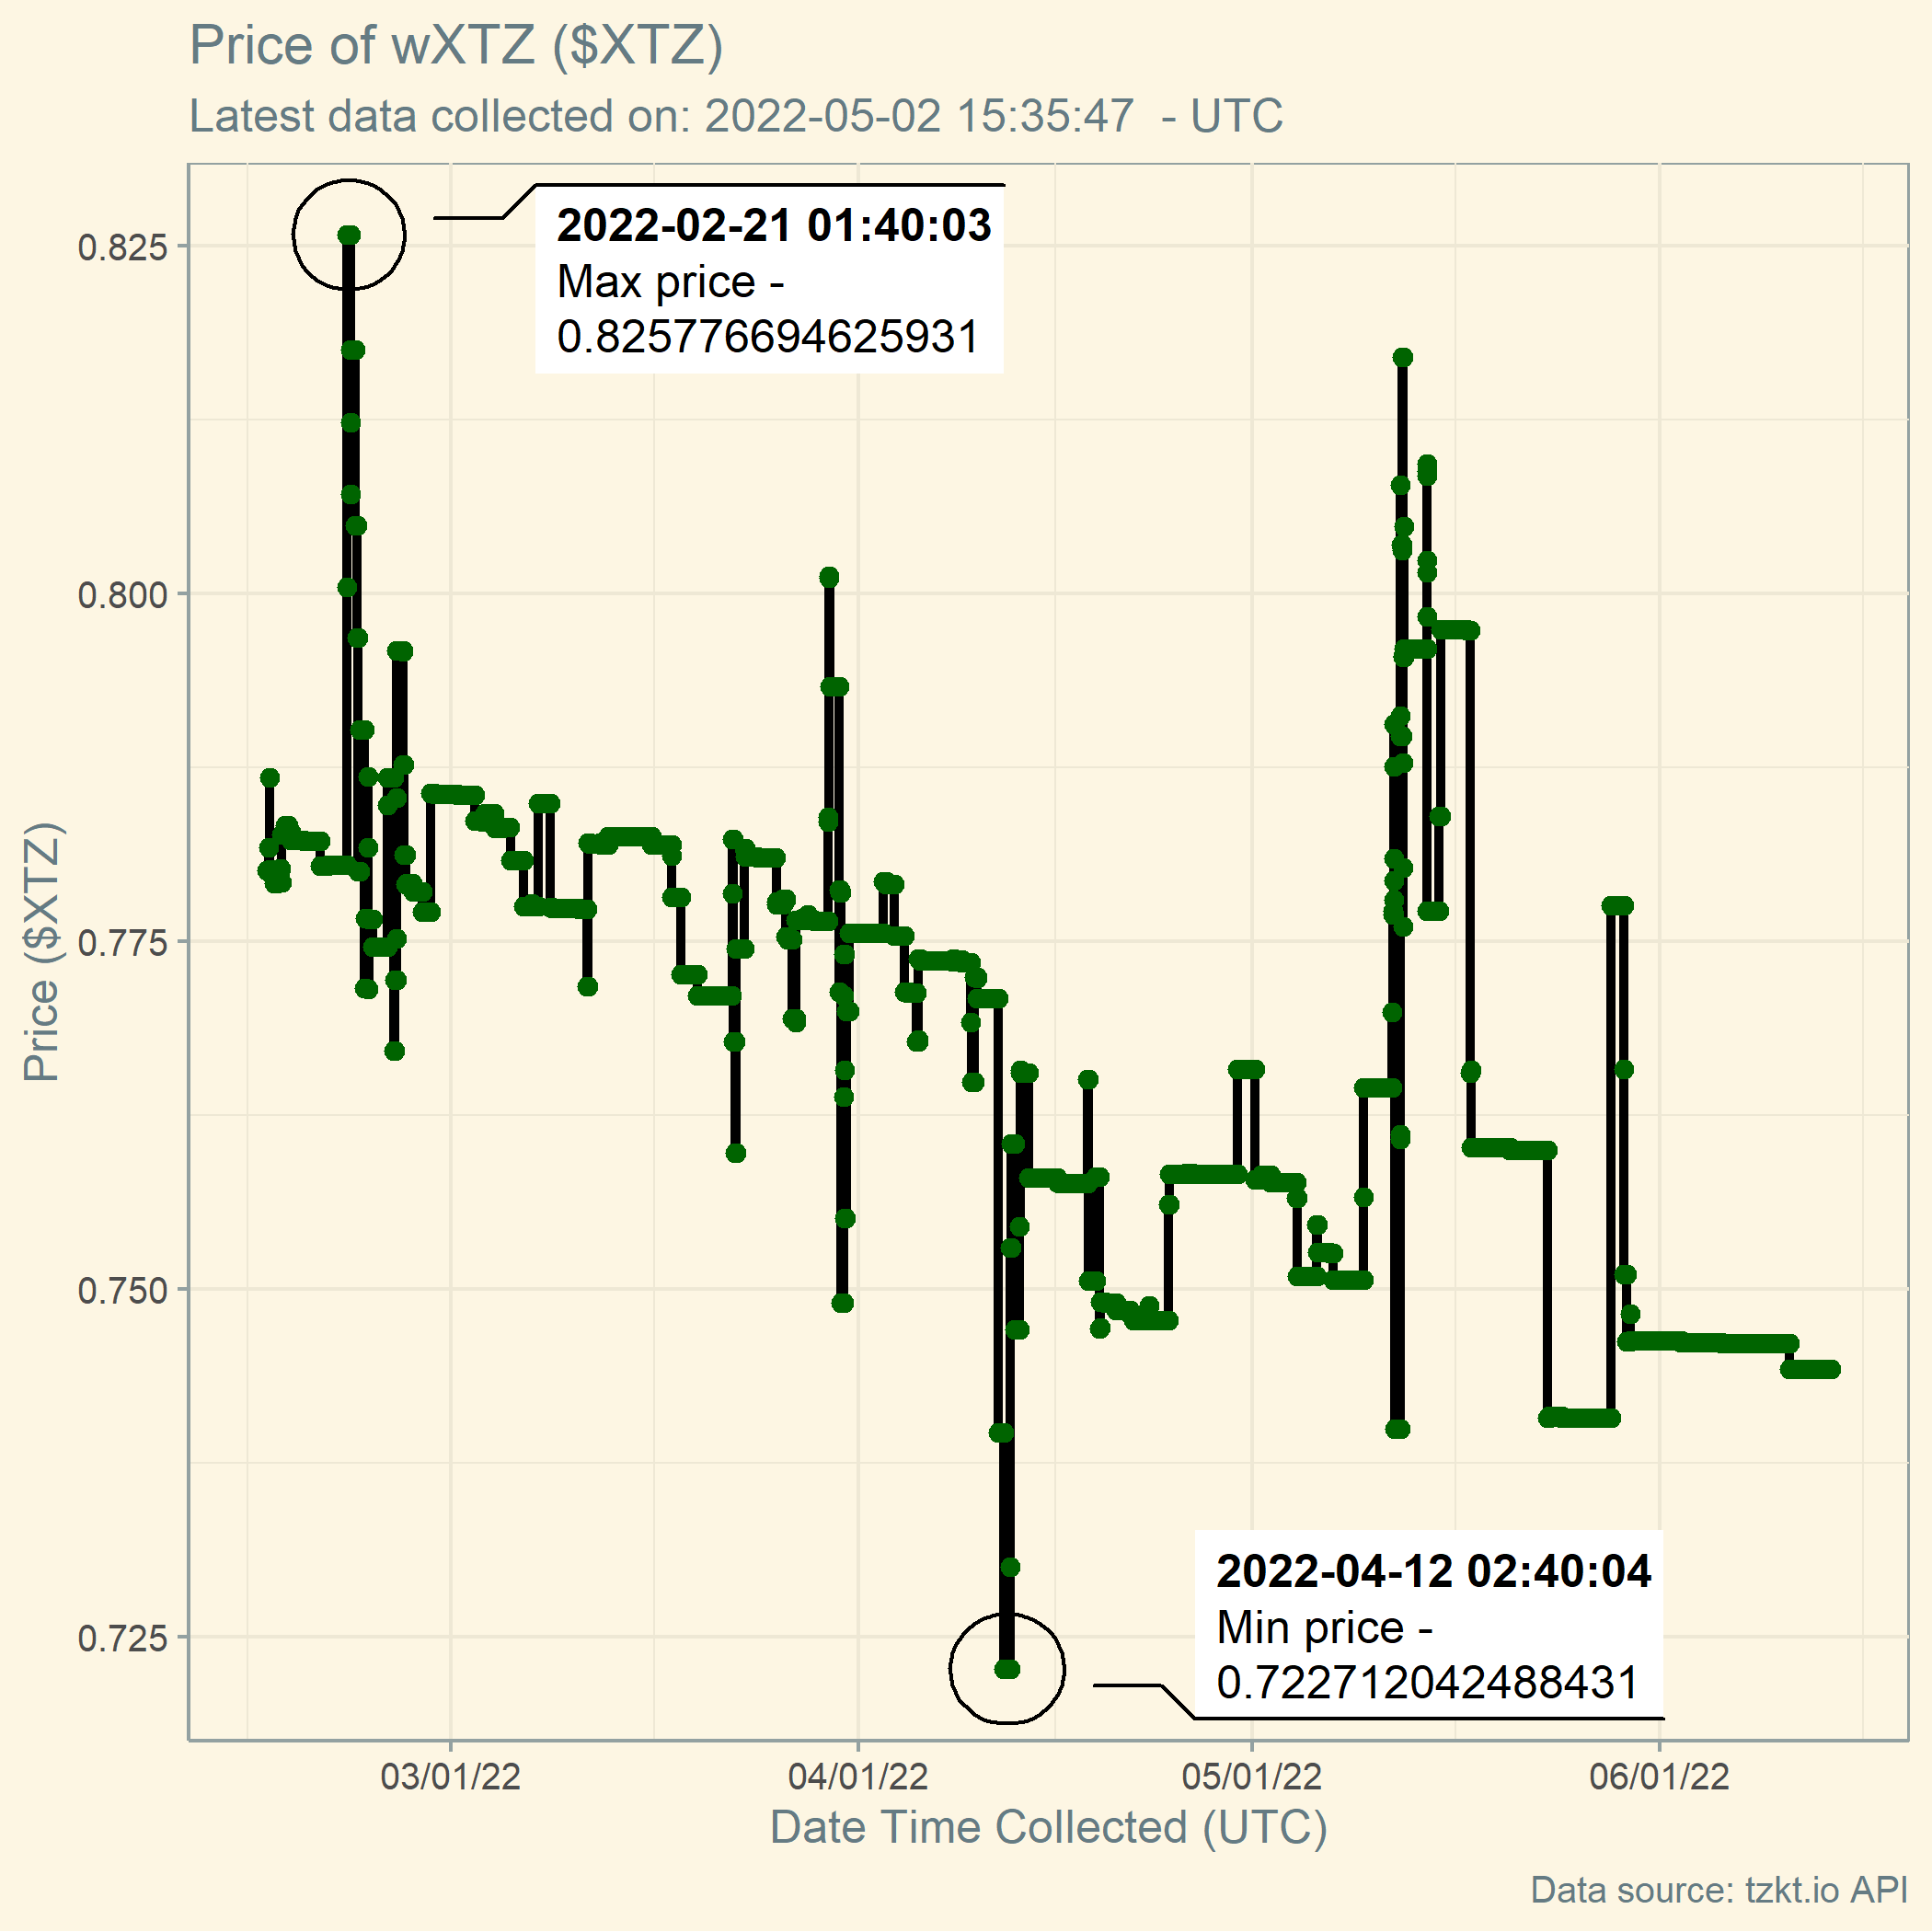 Price of wXTZ ($XTZ)
Latest data collected on: 2022-05-02 15:35:47  - UTC
2022-02-21 01:40:03
Max price -
0.825776694625931
0.825
0.800
0.775
0.750
0.725
Price ($XTZ)
2022-04-12 02:40:04
Min price -
0.722712042488431
03/01/22
04/01/22
05/01/22
06/01/22
Date Time Collected (UTC)
Data source: tzkt.io API